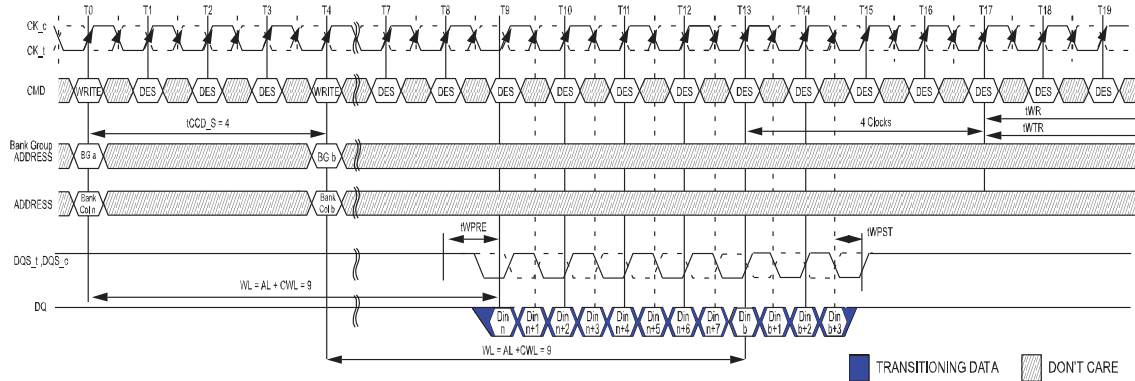 T0 T1 T2 T3 T4 T7 T8 T9 T10 T11 T12 T13 T14 T15 T16 T17 T18 T19
CK_c
CK_t
CMD WRITE DES DES DES WRITE DES DES DES DES DES DES DES DES DES DES DES DES DES
tWR
tCCD_S = 4
4 Clocks
tWTR
Bank Group
ADDRESS
BG a
BG b
ADDRESS
Bank
Col n
Bank
Col b
tWPRE
tWPST
DQS_t ,DQS_c
WL = AL + CWL = 9
DQ
Din
n
Din
n+1
Din
n+2
Din
n+3
Din
n+4
Din
n+5
Din
n+6
Din
n+7
Din
b
Din
b+1
Din
b+2
Din
b+3
WL = AL +CWL = 9
TRANSITIONING DATA
DON'T CARE